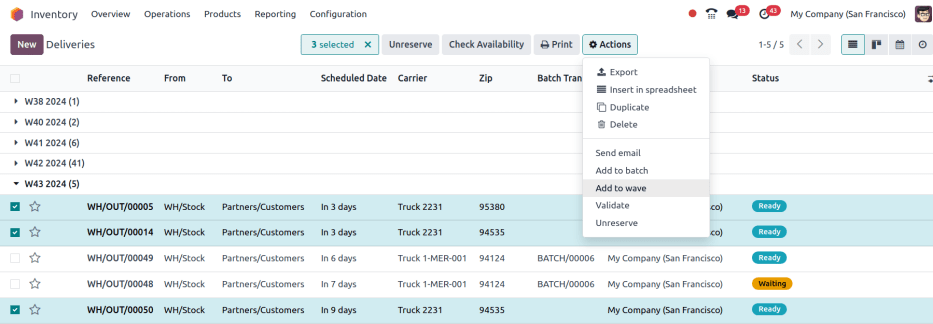 Inventory Overview Operations Products Reporting Configuration 13 43 My Company (San Francisco)
New Deliveries 3 selected × Unreserve Check Availability Print Actions 1-5 / 5
Reference From To Scheduled Date Carrier Zip Batch Tran Status
Export
Insert in spreadsheet
Duplicate
Delete
Send email
Add to batch
Add to wave
Validate
Unreserve
W38 2024 (1)
W40 2024 (2)
W41 2024 (6)
W42 2024 (41)
W43 2024 (5)
WH/OUT/00005 WH/Stock Partners/Customers In 3 days Truck 2231 95380 co) Ready
WH/OUT/00014 WH/Stock Partners/Customers In 3 days Truck 2231 94535 co) Ready
WH/OUT/00049 WH/Stock Partners/Customers In 6 days Truck 1-MER-001 94124 BATCH/00006 My Company (San Francisco) Ready
WH/OUT/00048 WH/Stock Partners/Customers In 7 days Truck 1-MER-001 94124 BATCH/00006 My Company (San Francisco) Waiting
WH/OUT/00050 WH/Stock Partners/Customers In 9 days Truck 2231 94535 My Company (San Francisco) Ready